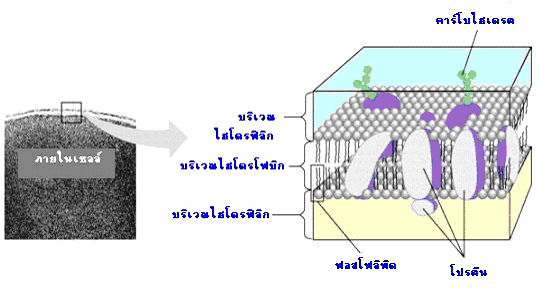 คาร์โบไฮเดรต
บริเวณ
ไฮโดรฟิลิก
ภายในเซลล์
บริเวณไฮโดรโฟบิก
บริเวณไฮโดรฟิลิก
ฟอสโฟลิพิด
โปรตีน